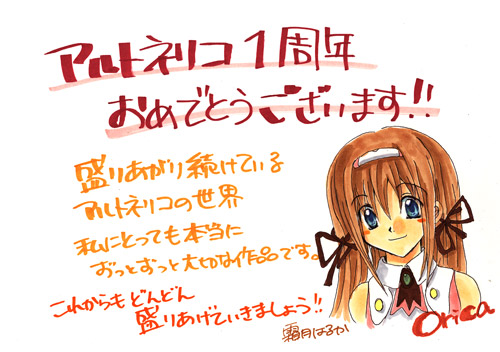 アルトネリコ1周年
おめでとうございます!!
盛りあがり続けている
アルトネリコの世界
私にとっても本当に
ずっとずっと大切な作品です。
これからもどんどん
盛りあげていきましょう!!
霜月はるか
Orica